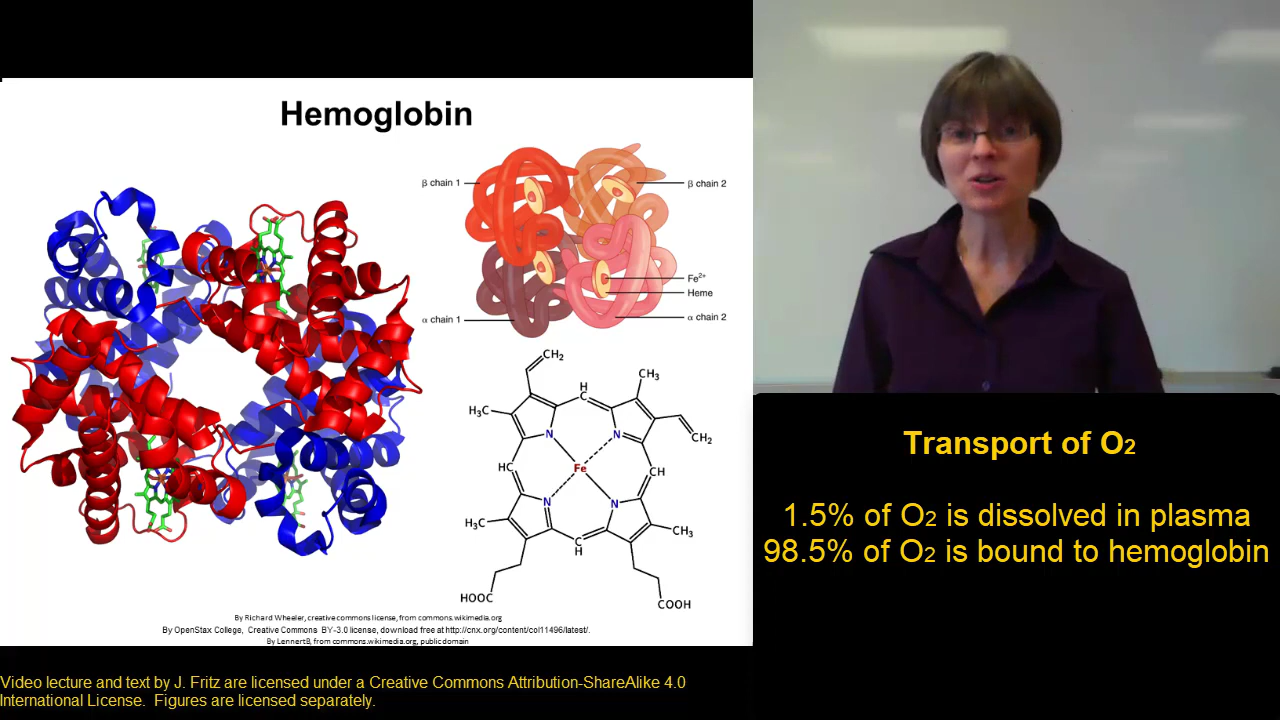 Hemoglobin
β chain 1
β chain 2
Fe2+
Heme
α chain 1
α chain 2
CH2
H
CH3
H3C
N
N
CH2
HC
Fe
CH
N
N
H3C
CH3
C
H
HOOC
COOH
By Richard Wheeler, creative commons license, from commons.wikimedia.org
By OpenStax College, Creative Commons BY-3.0 license, download free at http://cnx.org/content/col11496/latest/.
By LennertB, from commons.wikimedia.org, public domain
Transport of O2
1.5% of O2 is dissolved in plasma
98.5% of O2 is bound to hemoglobin
Video lecture and text by J. Fritz are licensed under a Creative Commons Attribution-ShareAlike 4.0
International License. Figures are licensed separately.